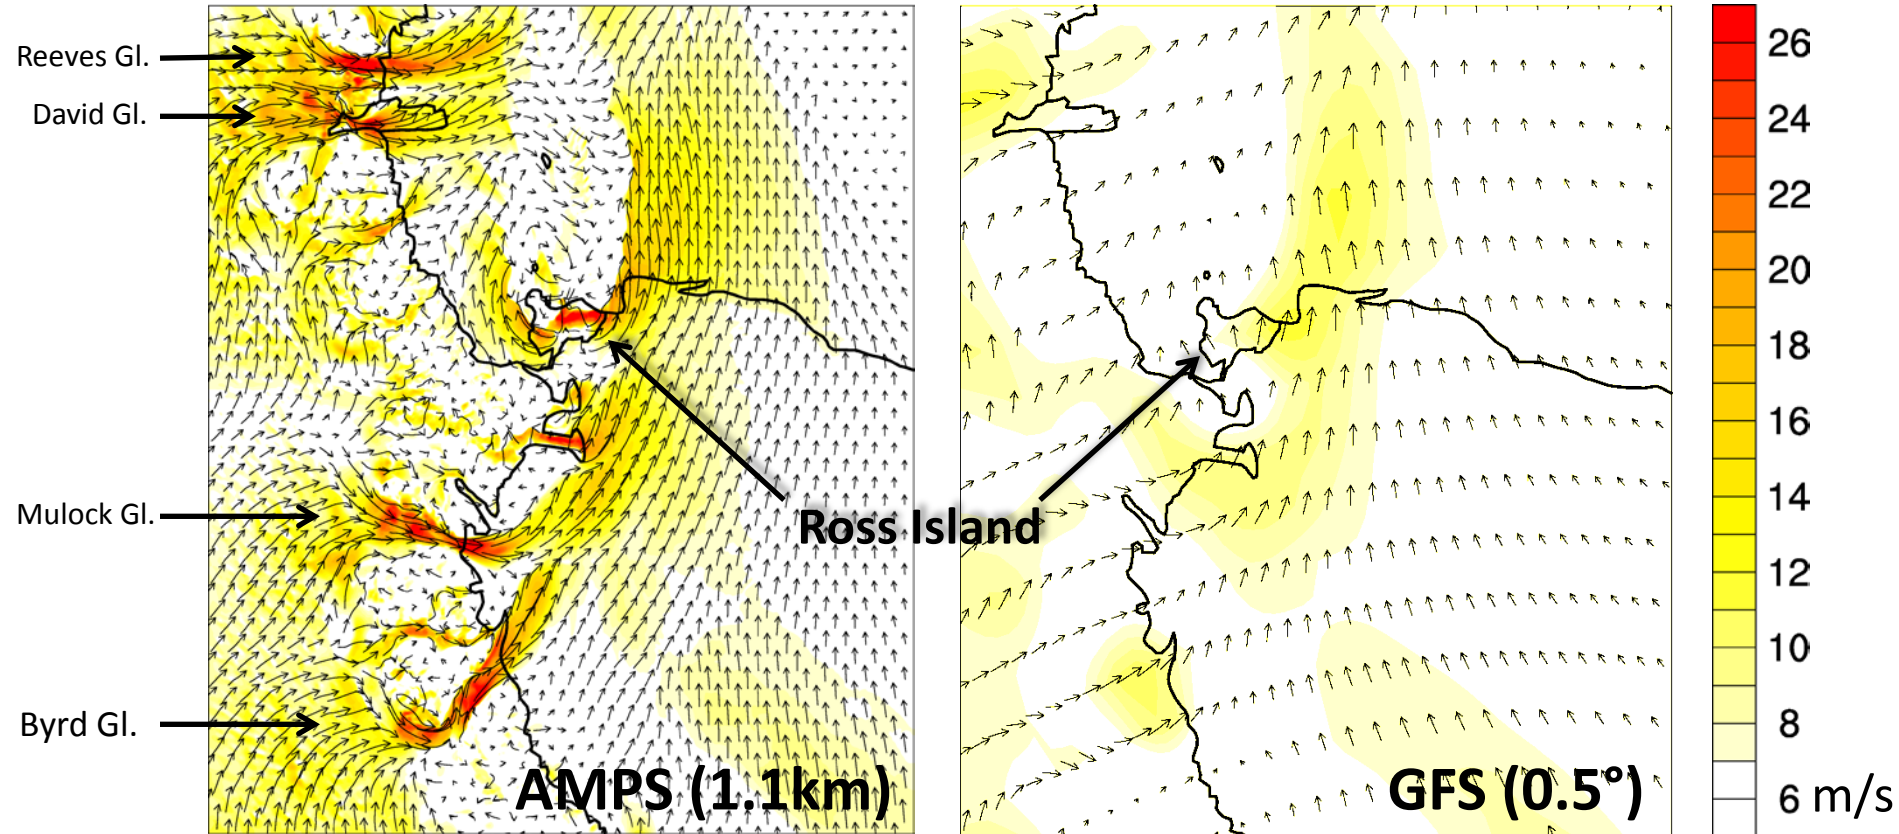 Reeves Gl.
David Gl.
Mulock Gl.
Byrd Gl.
Ross Island
AMPS (1.1km)
GFS (0.5°)
26
24
22
20
18
16
14
12
10
8
6 m/s